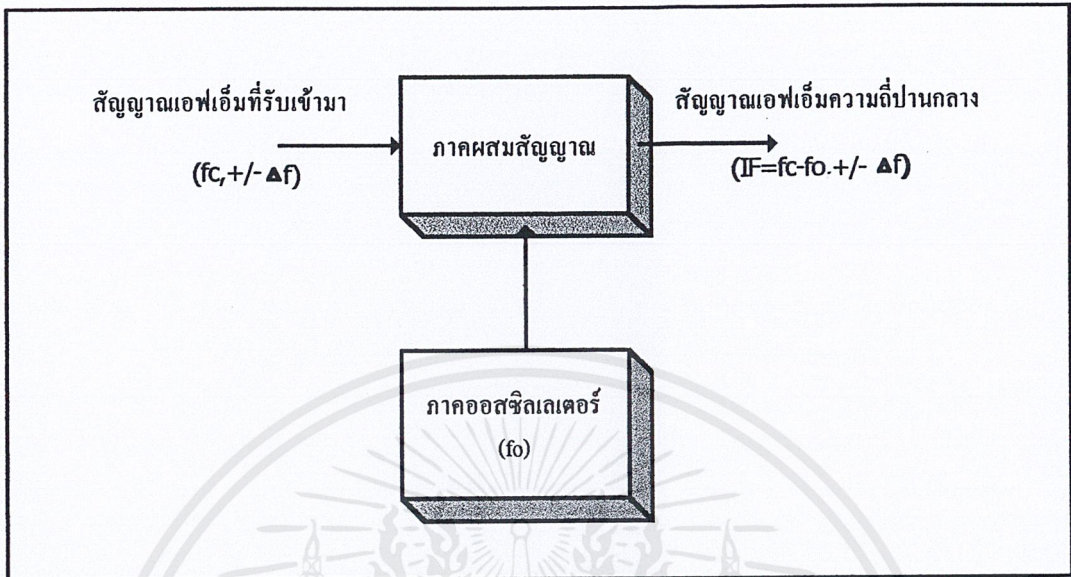 สัญญาณเอฟเอ็มที่รับเข้ามา
(fc,+/- Δf)
ภาคผสมสัญญาณ
สัญญาณเอฟเอ็มความถี่ปานกลาง
(IF=fc-fo.+/- Δf)
ภาคออสซิลเลเตอร์
(fo)